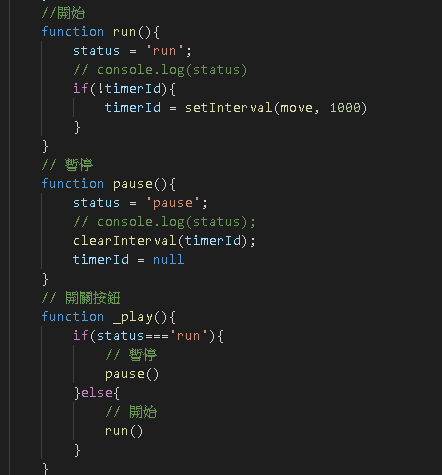 //開始
function run(){
status = 'run';
// console.log(status)
if(!timerId){
timerId = setInterval(move, 1000)
}
}
// 暫停
function pause(){
status = 'pause';
// console.log(status);
clearInterval(timerId);
timerId = null
}
// 開關按鈕
function _play(){
if(status==='run'){
// 暫停
pause()
}else{
// 開始
run()
}
}